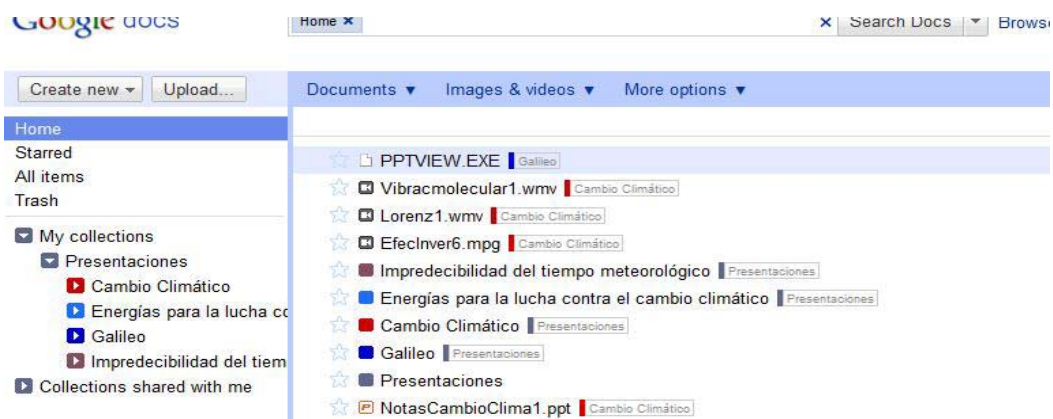 Google docs
Home x
x Search Docs Browse
Create new Upload...
Documents Images & videos More options
Home
Starred
All items
Trash
My collections
Presentaciones
Cambio Climático
Energías para la lucha co
Galileo
Impredecibilidad del tiem
Collections shared with me
PPTVIEW.EXE Galileo
Vibracmolecular1.wmv Cambio Climático
Lorenz1.wmv Cambio Climático
EfecInver6.mpg Cambio Climático
Impredecibilidad del tiempo meteorológico Presentaciones
Energías para la lucha contra el cambio climático Presentaciones
Cambio Climático Presentaciones
Galileo Presentaciones
Presentaciones
NotasCambioClima1.ppt Cambio Climático